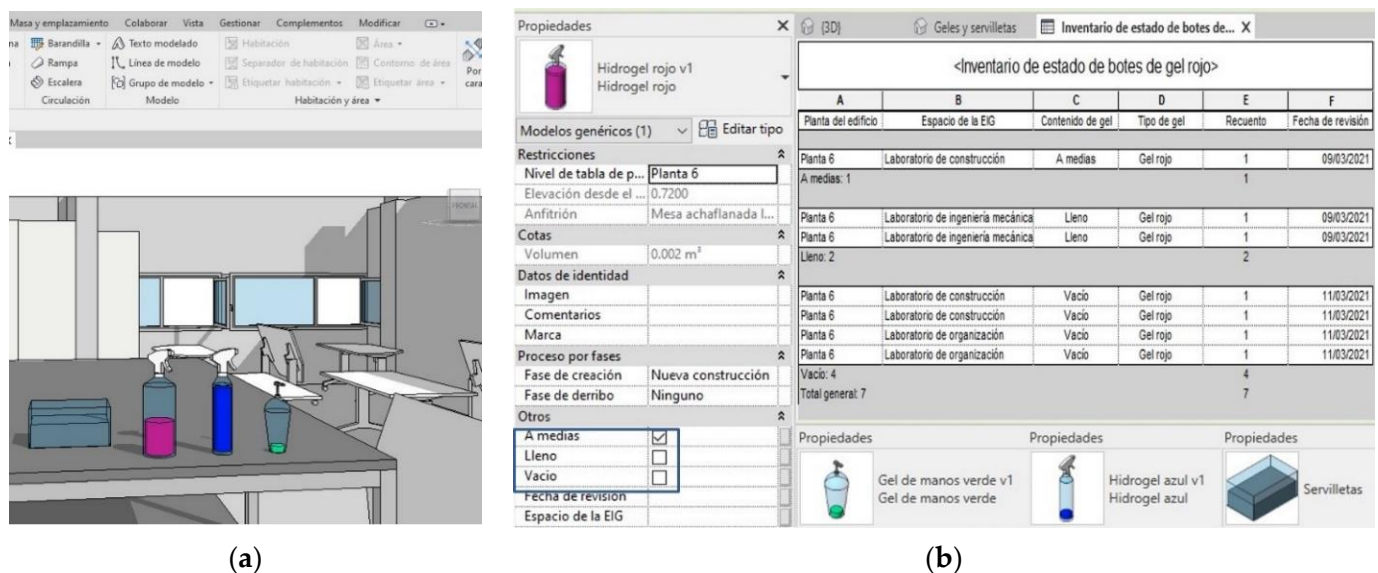 Masa y emplazamiento Colaborar Vista Gestionar Complementos Modificar
Barandilla Texto modelado Habitación Área
Rampa Línea de modelo Separador de habitación Contorno de área
Escalera Grupo de modelo Etiquetar habitación Etiquetar área
Por
cara
Circulación Modelo Habitación y área
FRONTAL
(a)
Propiedades X
Hidrogel rojo v1
Hidrogel rojo
Modelos genéricos (1) Editar tipo
Restricciones
Nivel de tabla de p... Planta 6
Elevación desde el ... 0.7200
Anfitrión Mesa achaflanada l...
Cotas
Volumen 0.002 m³
Datos de identidad
Imagen
Comentarios
Marca
Proceso por fases
Fase de creación Nueva construcción
Fase de derribo Ninguno
Otros
A medias
Lleno
Vacio
Fecha de revisión
Espacio de la EIG
{3D} Geles y servilletas Inventario de estado de botes de... X
<Inventario de estado de botes de gel rojo>
A B C D E F
Planta del edificio Espacio de la EIG Contenido de gel Tipo de gel Recuento Fecha de revisión
Planta 6 Laboratorio de construcción A medias Gel rojo 1 09/03/2021
A medias: 1 1
Planta 6 Laboratorio de ingeniería mecánica Lleno Gel rojo 1 09/03/2021
Planta 6 Laboratorio de ingeniería mecánica Lleno Gel rojo 1 09/03/2021
Lleno: 2 2
Planta 6 Laboratorio de construcción Vacío Gel rojo 1 11/03/2021
Planta 6 Laboratorio de construcción Vacío Gel rojo 1 11/03/2021
Planta 6 Laboratorio de organización Vacío Gel rojo 1 11/03/2021
Planta 6 Laboratorio de organización Vacío Gel rojo 1 11/03/2021
Vacío: 4 4
Total general: 7 7
Propiedades Propiedades Propiedades
Gel de manos verde v1 Hidrogel azul v1 Servilletas
Gel de manos verde Hidrogel azul
(b)